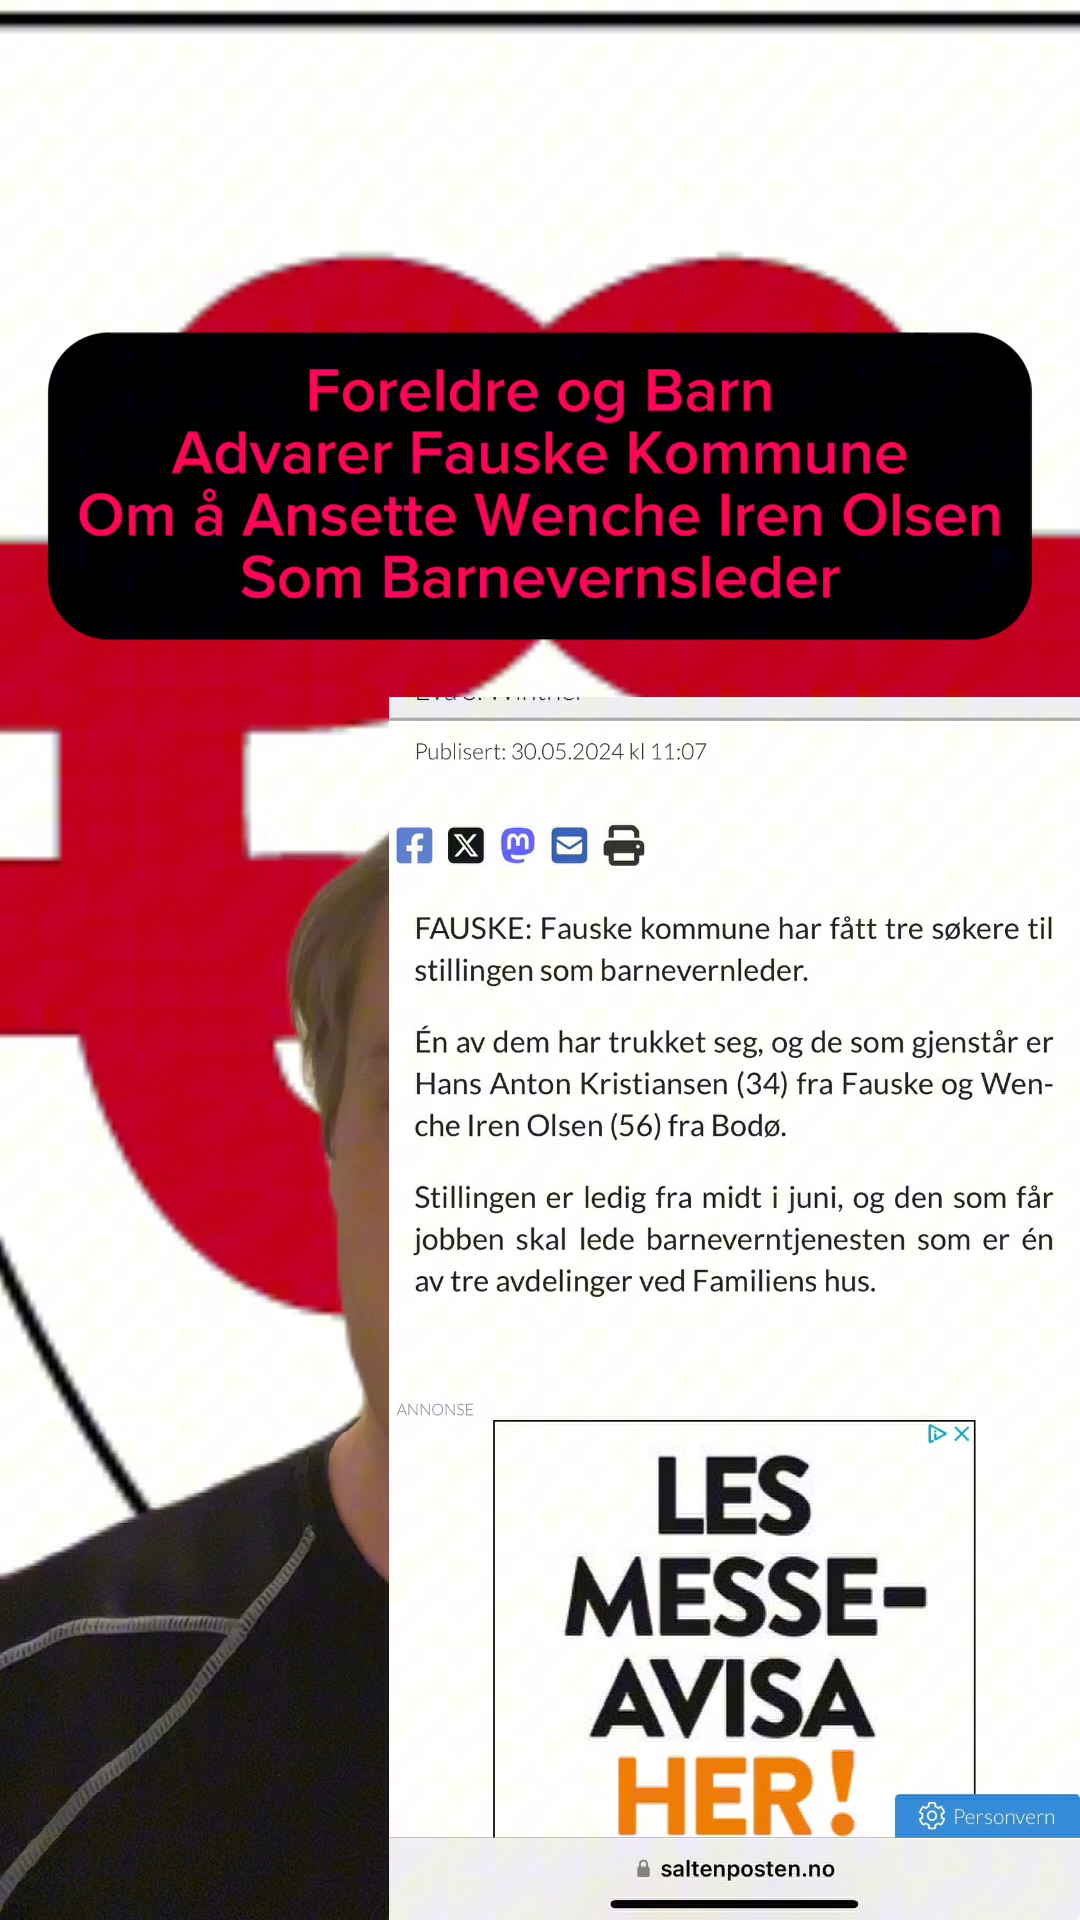 Foreldre og Barn
Advarer Fauske Kommune
Om å Ansette Wenche Iren Olsen
Som Barnevernsleder
Publisert: 30.05.2024 kl 11:07
FAUSKE: Fauske kommune har fått tre søkere til
stillingen som barnevernleder.
Én av dem har trukket seg, og de som gjenstår er
Hans Anton Kristiansen (34) fra Fauske og Wen-
che Iren Olsen (56) fra Bodø.
Stillingen er ledig fra midt i juni, og den som får
jobben skal lede barneverntjenesten som er én
av tre avdelinger ved Familiens hus.
ANNONSE
LES
MESSE-
AVISA
HER!
Personvern
saltenposten.no